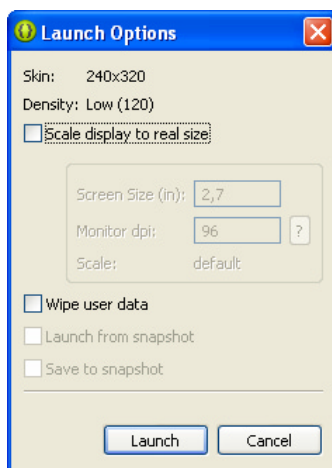 Launch Options
Skin: 240x320
Density: Low (120)
Scale display to real size
Screen Size (in): 2,7
Monitor dpi: 96 ?
Scale: default
Wipe user data
Launch from snapshot
Save to snapshot
Launch Cancel